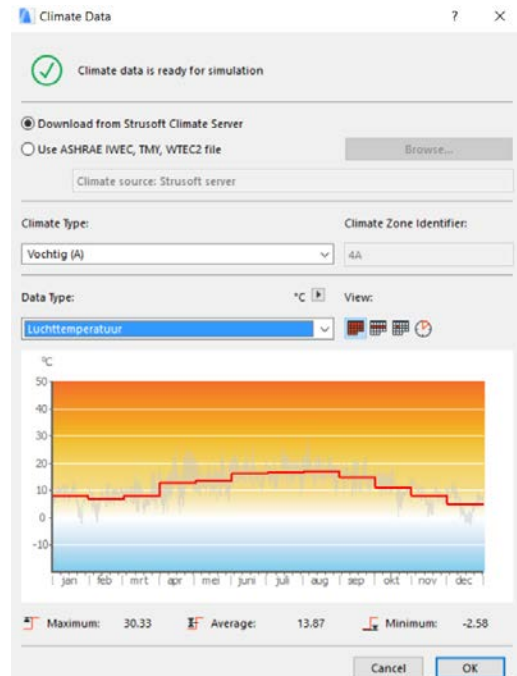 Climate Data
? ×
Climate data is ready for simulation
Download from Strusoft Climate Server
Use ASHRAE IWEC, TMY, WTEC2 file
Browse...
Climate source: Strusoft server
Climate Type:
Climate Zone Identifier:
Vochtig (A)
4A
Data Type:
°C
View:
Luchttemperatuur
°C
50
40
30
20
10
0
-10
jan feb mrt apr mei juni juli aug sep okt nov dec
Maximum: 30.33 Average: 13.87 Minimum: -2.58
Cancel OK